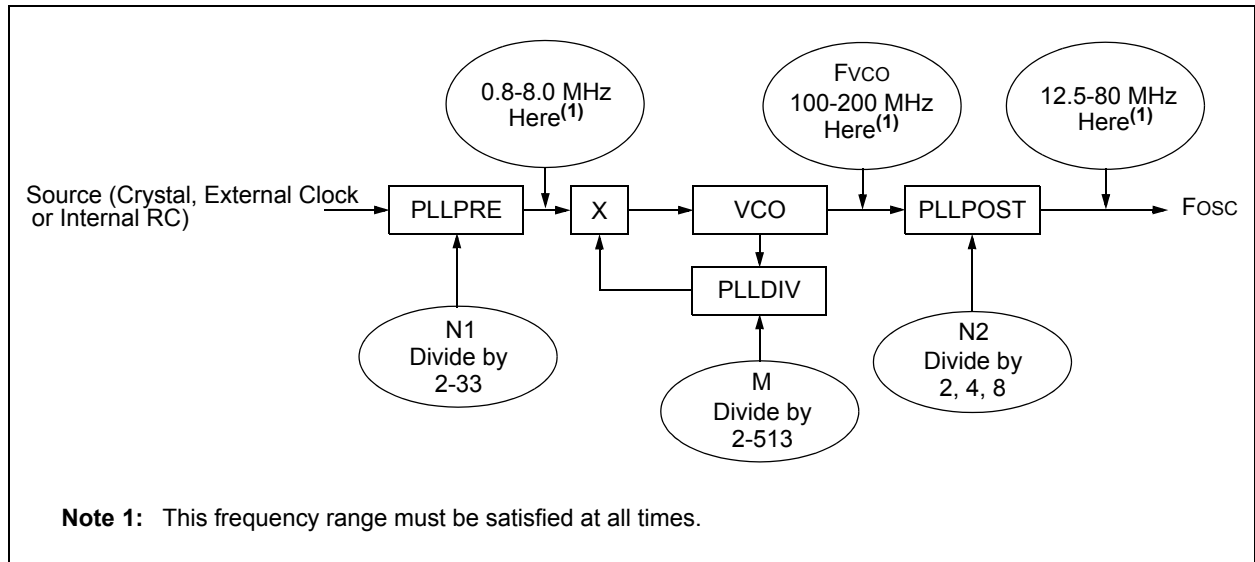 0.8-8.0 MHz
Here(1)
FVCO
100-200 MHz
Here(1)
12.5-80 MHz
Here(1)
Source (Crystal, External Clock
or Internal RC)
PLLPRE
X
VCO
PLLPOST
FOSC
PLLDIV
N1
Divide by
2-33
M
Divide by
2-513
N2
Divide by
2, 4, 8
Note 1: This frequency range must be satisfied at all times.